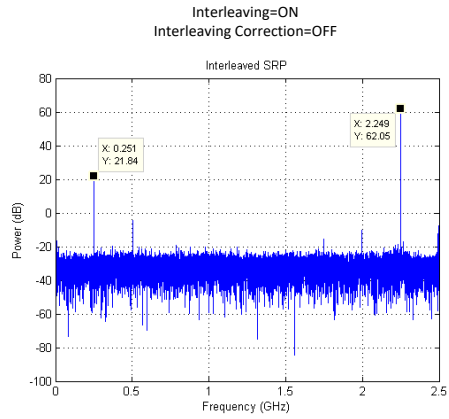 Interleaving=ON
Interleaving Correction=OFF
Interleaved SRP
80
60
40
20
0
-20
-40
-60
-80
-100
Power (dB)
X: 0.251
Y: 21.84
X: 2.249
Y: 62.05
0
0.5
1
1.5
2
2.5
Frequency (GHz)